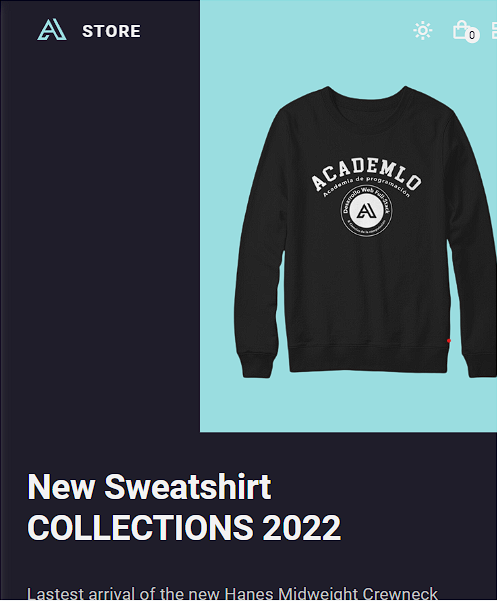 STORE
0
ACADEMLO
Academia de programación
Desarrollo Web Full-Stack
New Sweatshirt
COLLECTIONS 2022
Lastest arrival of the new Hanes Midweight Crewneck